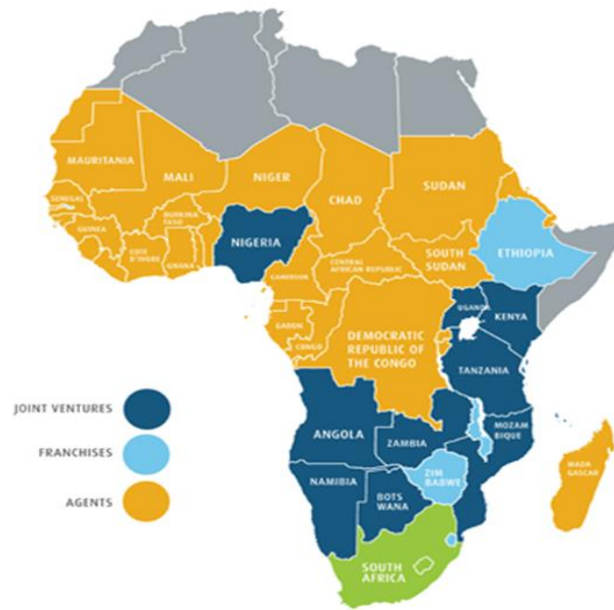 MAURITANIA
MALI
NIGER
CHAD
SUDAN
SENEGAL
BURKINA
FASO
GUINEA
COTE
D'IVORE
GHANA
NIGERIA
CAMEROON
CENTRAL
AFRICAN REPUBLIC
SOUTH
SUDAN
ETHIOPIA
GABON
CONGO
DEMOCRATIC
REPUBLIC OF
THE CONGO
UGANDA
KENYA
TANZANIA
JOINT VENTURES
FRANCHISES
AGENTS
ANGOLA
ZAMBIA
MOZAM
BIQUE
NAMIBIA
BOTS
WANA
ZIM
BABWE
MADA
GASCAR
SOUTH
AFRICA